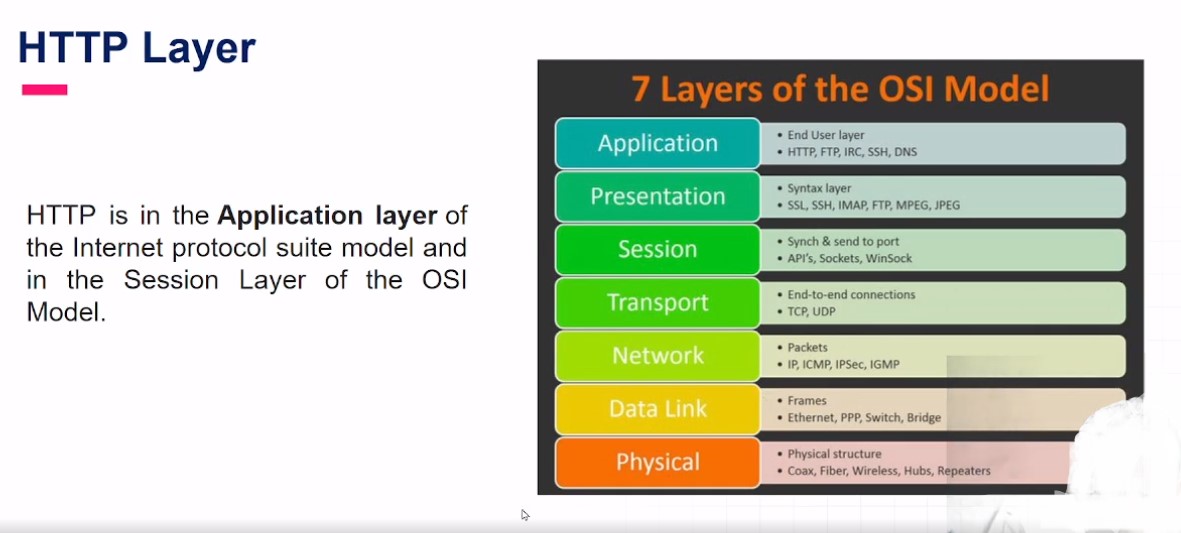 HTTP Layer
HTTP is in the Application layer of
the Internet protocol suite model and
in the Session Layer of the OSI
Model.
7 Layers of the OSI Model
Application
• End User layer
• HTTP, FTP, IRC, SSH, DNS
Presentation
• Syntax layer
• SSL, SSH, IMAP, FTP, MPEG, JPEG
Session
• Synch & send to port
• API's, Sockets, WinSock
Transport
• End-to-end connections
• TCP, UDP
Network
• Packets
• IP, ICMP, IPSec, IGMP
Data Link
• Frames
• Ethernet, PPP, Switch, Bridge
Physical
• Physical structure
• Coax, Fiber, Wireless, Hubs, Repeaters